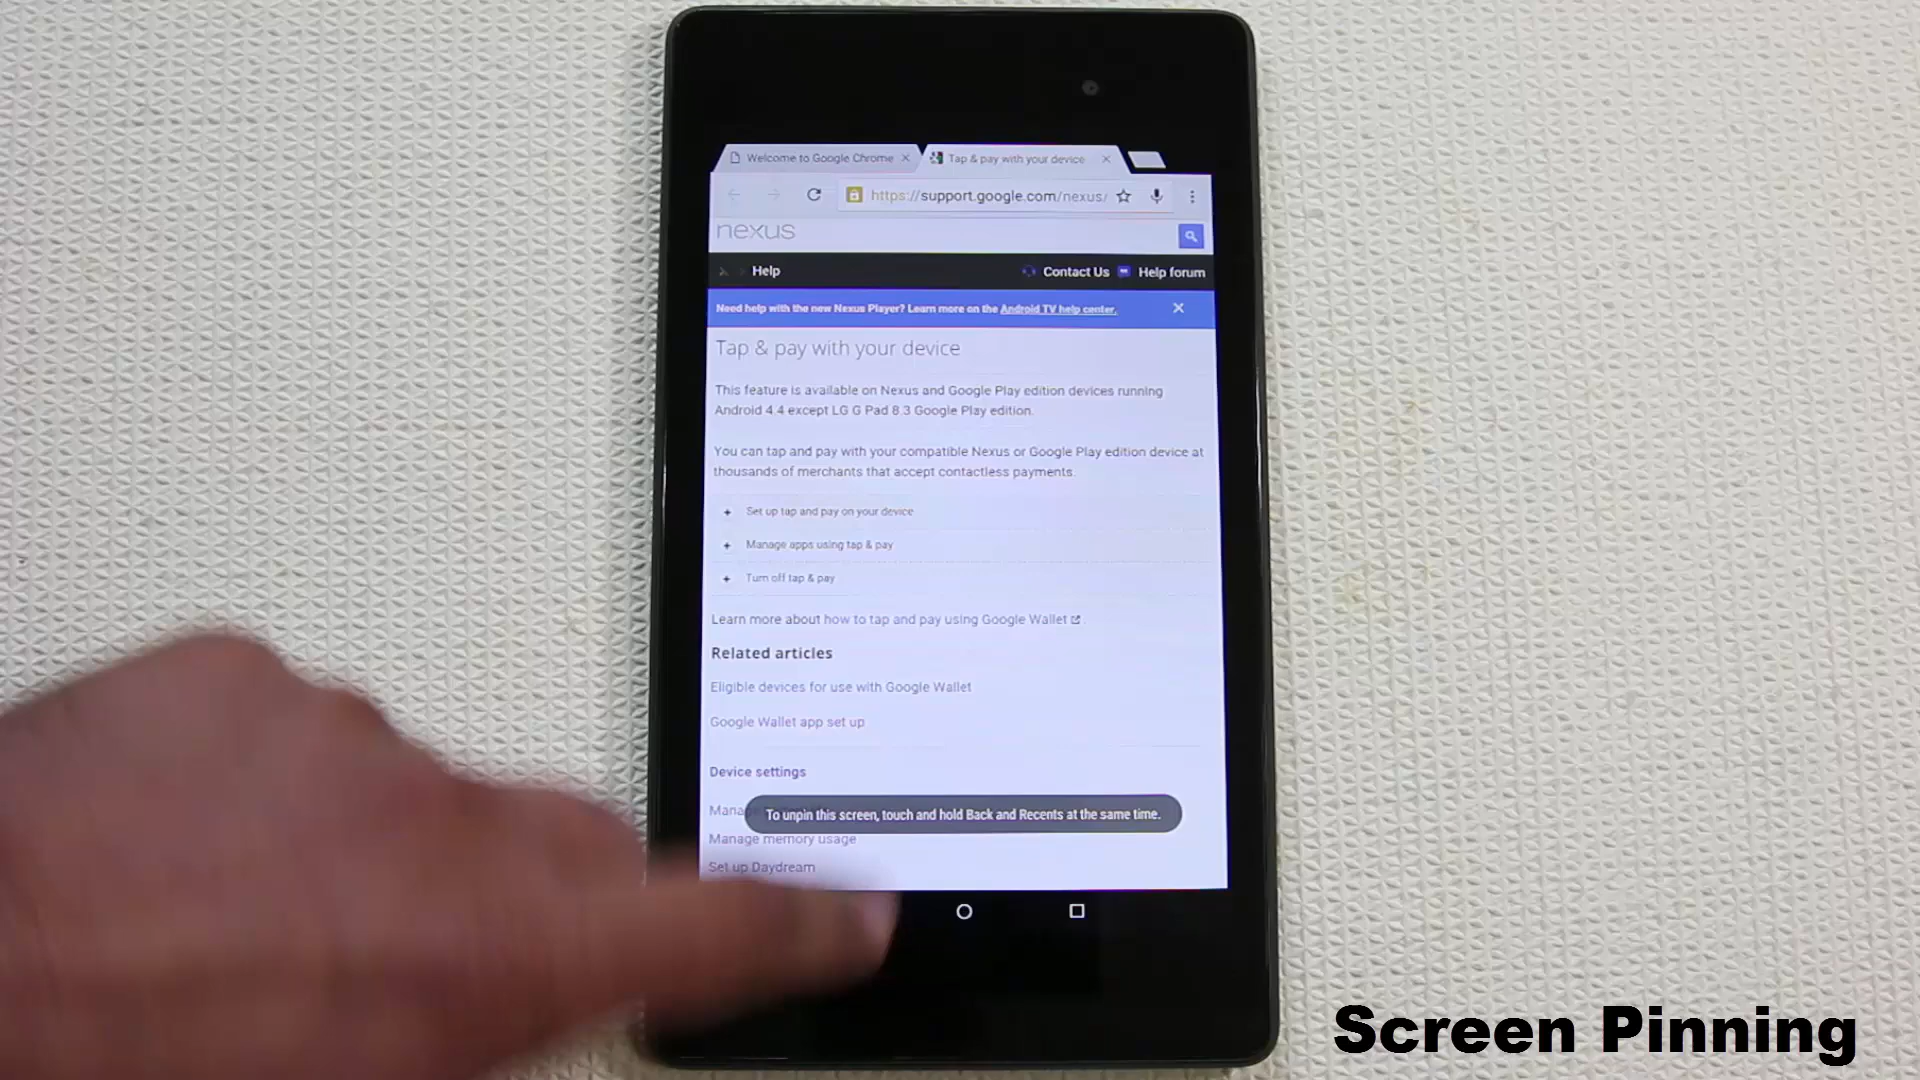 Welcome to Google Chrome
Tap & pay with your device
https://support.google.com/nexus/
nexus
Help
Contact Us
Help forum
Need help with the new Nexus Player? Learn more on the Android TV help center.
Tap & pay with your device
This feature is available on Nexus and Google Play edition devices running
Android 4.4 except LG G Pad 8.3 Google Play edition.
You can tap and pay with your compatible Nexus or Google Play edition device at
thousands of merchants that accept contactless payments.
+ Set up tap and pay on your device
+ Manage apps using tap & pay
+ Turn off tap & pay
Learn more about how to tap and pay using Google Wallet
Related articles
Eligible devices for use with Google Wallet
Google Wallet app set up
Device settings
To unpin this screen, touch and hold Back and Recents at the same time.
Manage memory usage
Set up Daydream
Screen Pinning